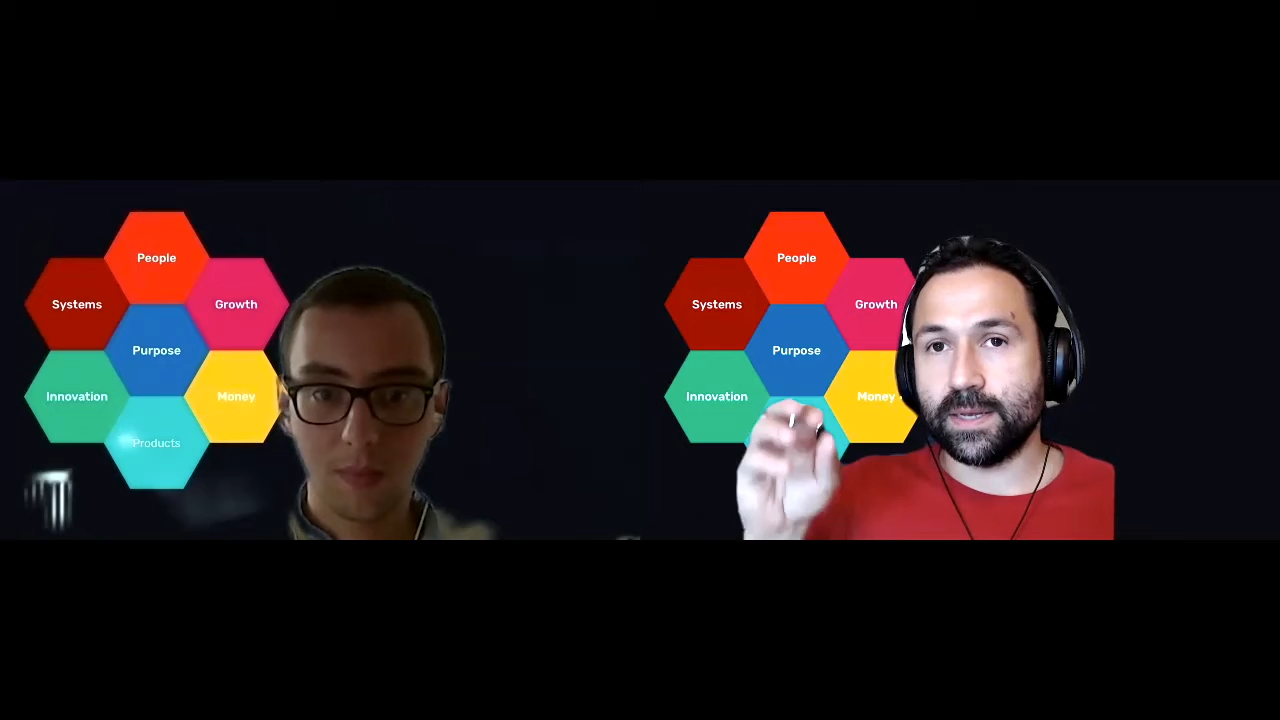 People
Systems
Growth
Purpose
Innovation
Money
Products
People
Systems
Growth
Purpose
Innovation
Money